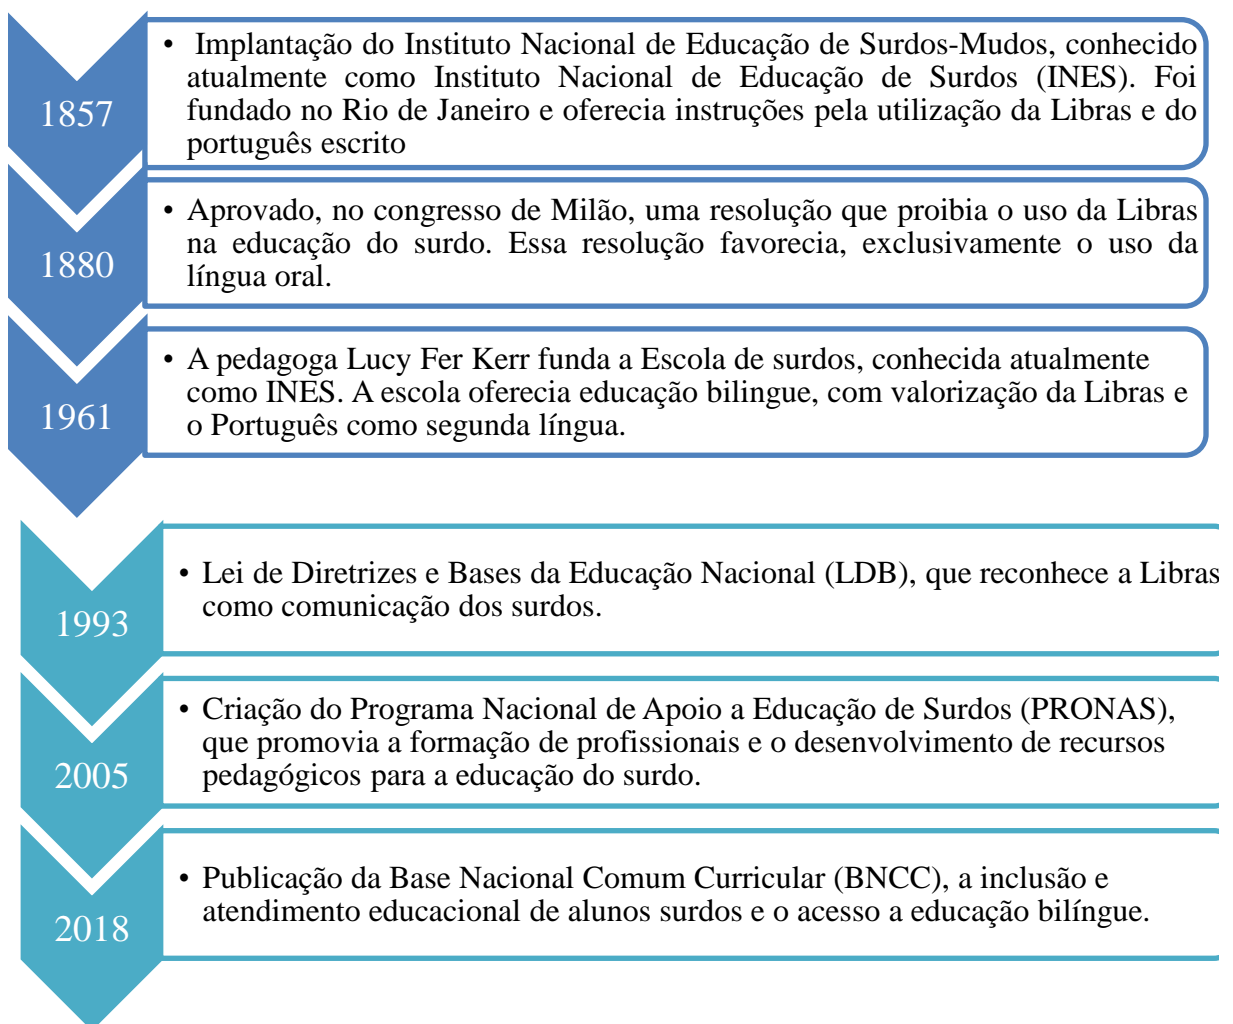 1857
• Implantação do Instituto Nacional de Educação de Surdos-Mudos, conhecido
atualmente como Instituto Nacional de Educação de Surdos (INES). Foi
fundado no Rio de Janeiro e oferecia instruções pela utilização da Libras e do
português escrito
1880
• Aprovado, no congresso de Milão, uma resolução que proibia o uso da Libras
na educação do surdo. Essa resolução favorecia, exclusivamente o uso da
língua oral.
1961
• A pedagoga Lucy Fer Kerr funda a Escola de surdos, conhecida atualmente
como INES. A escola oferecia educação bilingue, com valorização da Libras e
o Português como segunda língua.
1993
• Lei de Diretrizes e Bases da Educação Nacional (LDB), que reconhece a Libras
como comunicação dos surdos.
2005
• Criação do Programa Nacional de Apoio a Educação de Surdos (PRONAS),
que promovia a formação de profissionais e o desenvolvimento de recursos
pedagógicos para a educação do surdo.
2018
• Publicação da Base Nacional Comum Curricular (BNCC), a inclusão e
atendimento educacional de alunos surdos e o acesso a educação bilíngue.